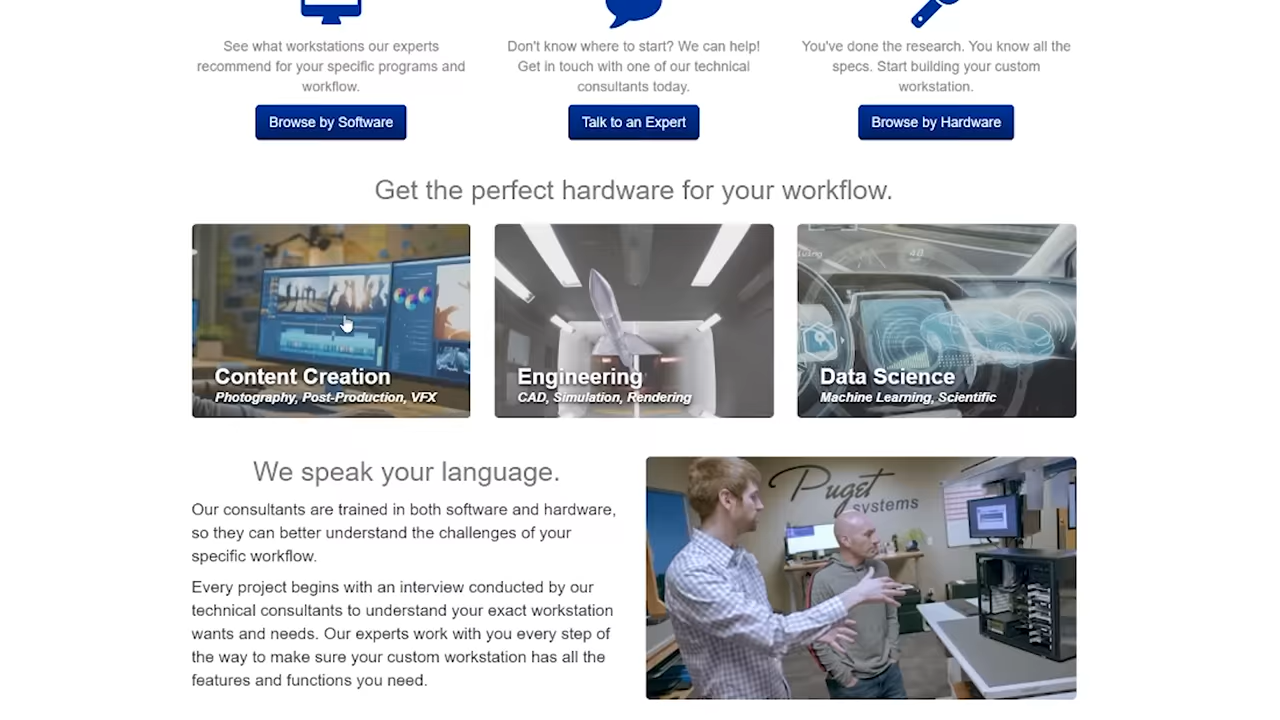 See what workstations our experts
recommend for your specific programs and
workflow.
Browse by Software
Don't know where to start? We can help!
Get in touch with one of our technical
consultants today.
Talk to an Expert
You've done the research. You know all the
specs. Start building your custom
workstation.
Browse by Hardware
Get the perfect hardware for your workflow.
Content Creation
Photography, Post-Production, VFX
Engineering
CAD, Simulation, Rendering
Data Science
Machine Learning, Scientific
We speak your language.
Our consultants are trained in both software and hardware,
so they can better understand the challenges of your
specific workflow.
Every project begins with an interview conducted by our
technical consultants to understand your exact workstation
wants and needs. Our experts work with you every step of
the way to make sure your custom workstation has all the
features and functions you need.
Puget
systems